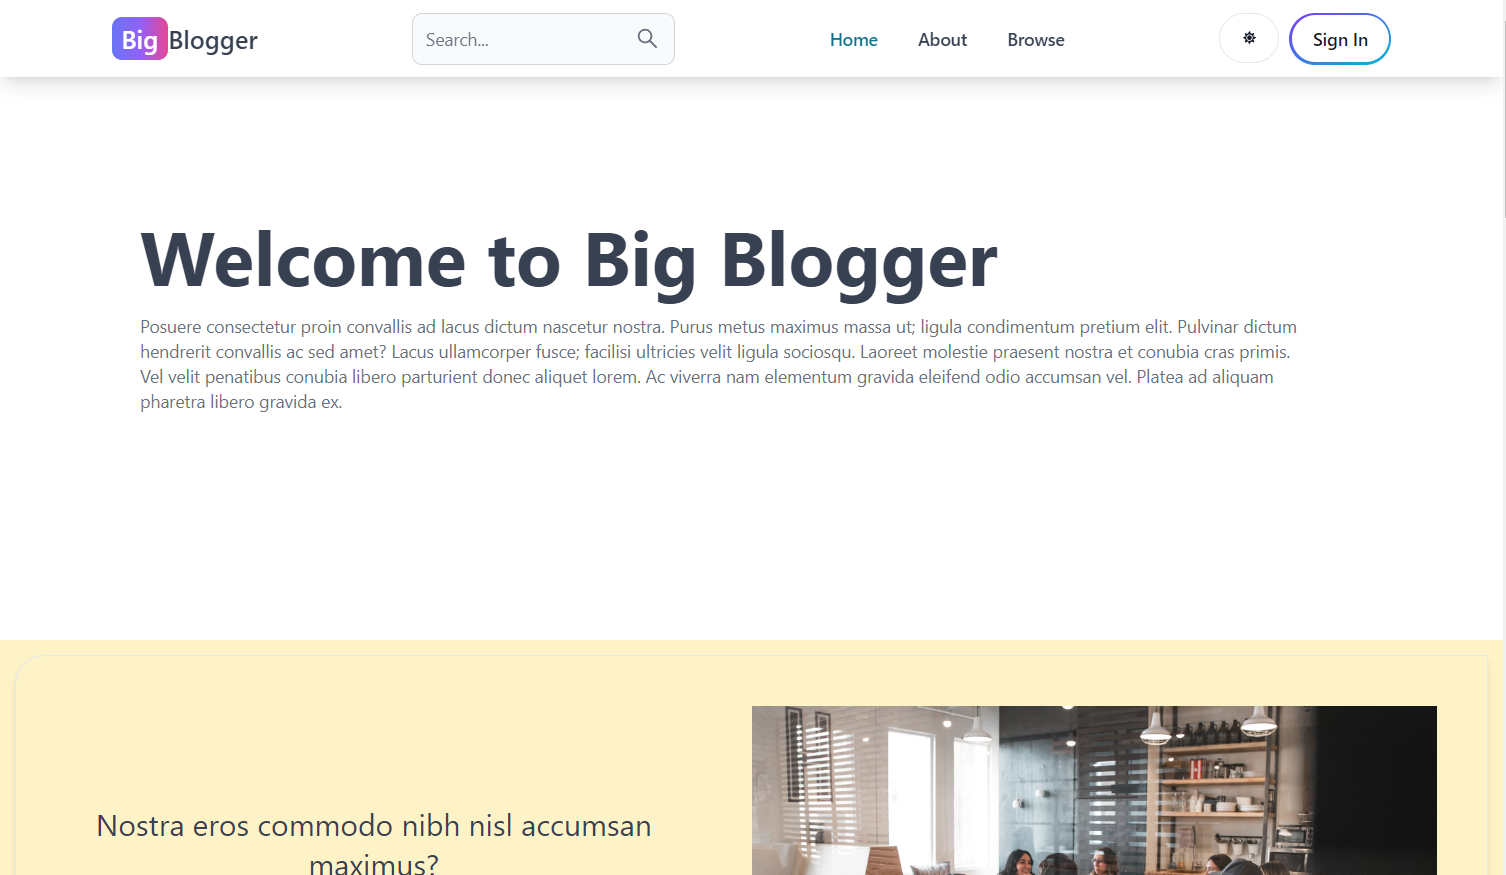 BigBlogger
Search...
Home
About
Browse
Sign In
Welcome to Big Blogger
Posuere consectetur proin convallis ad lacus dictum nascetur nostra. Purus metus maximus massa ut; ligula condimentum pretium elit. Pulvinar dictum
hendrerit convallis ac sed amet? Lacus ullamcorper fusce; facilisi ultricies velit ligula sociosqu. Laoreet molestie praesent nostra et conubia cras primis.
Vel velit penatibus conubia libero parturient donec aliquet lorem. Ac viverra nam elementum gravida eleifend odio accumsan vel. Platea ad aliquam
pharetra libero gravida ex.
Nostra eros commodo nibh nisl accumsan
maximus?